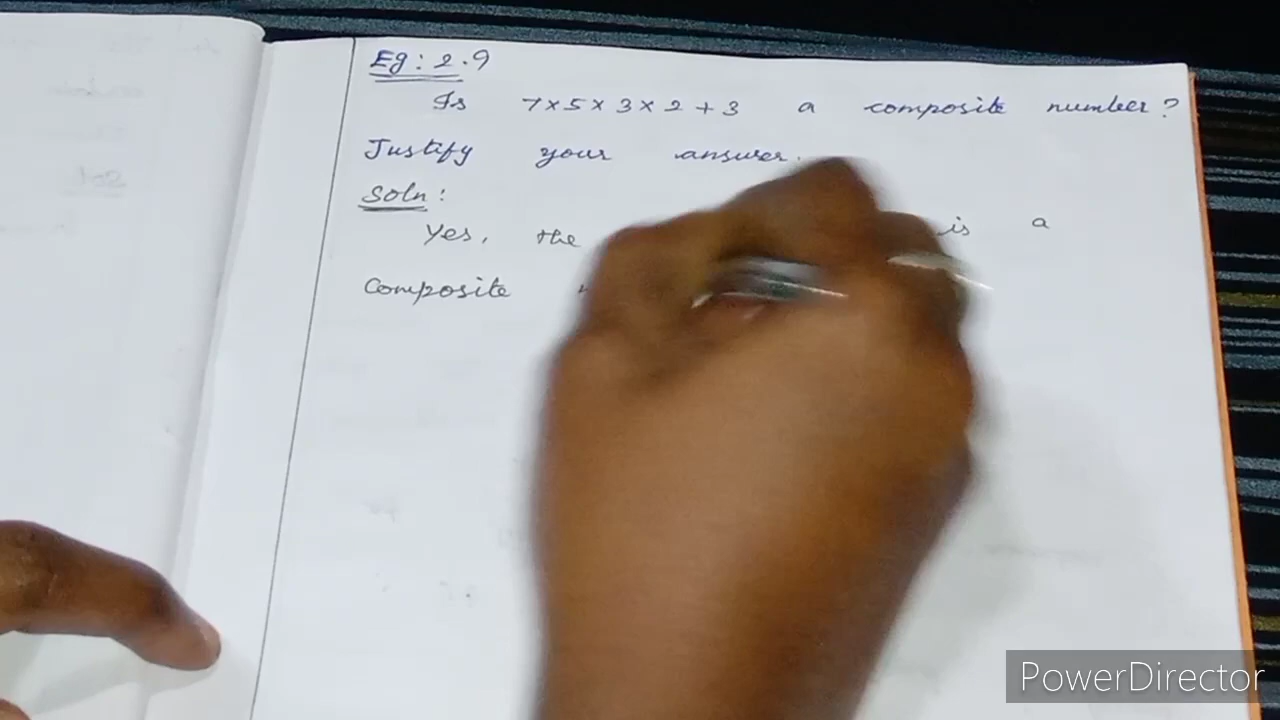 Eg: 2.9
Is 7×5×3×2+3 a composite number?
Justify your answer.
Soln:
Yes, the is a
Composite
PowerDirector